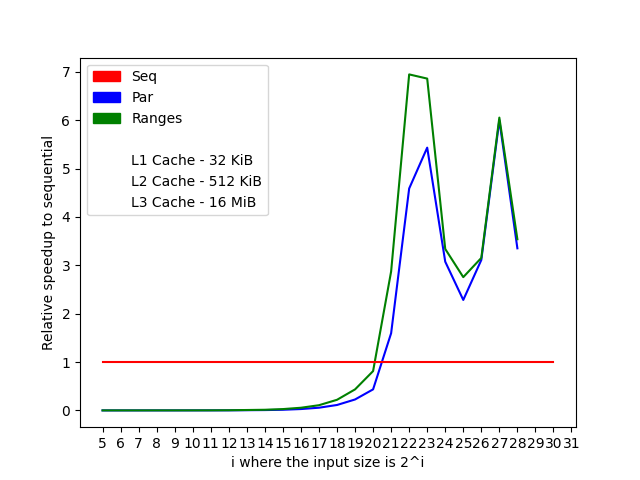 7
6
5
4
3
2
1
0
Relative speedup to sequential
Seq
Par
Ranges
L1 Cache - 32 KiB
L2 Cache - 512 KiB
L3 Cache - 16 MiB
5 6 7 8 9 10 11 12 13 14 15 16 17 18 19 20 21 22 23 24 25 26 27 28 29 30 31
i where the input size is 2^i